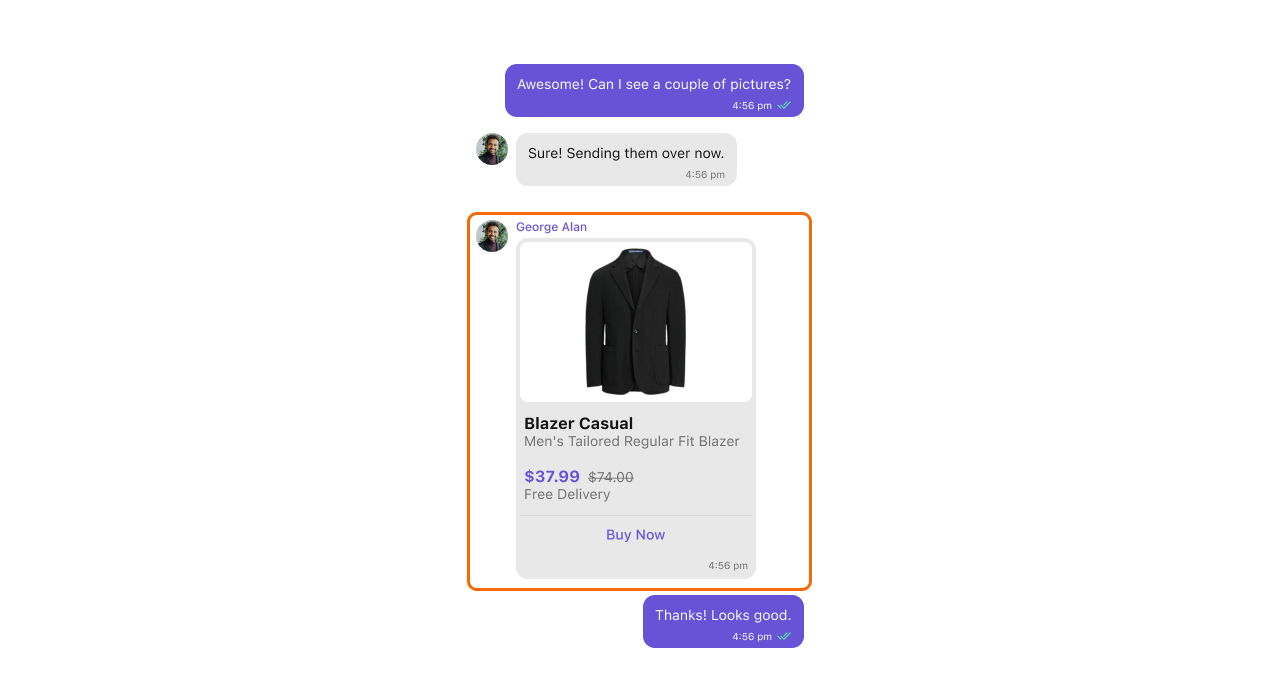 Awesome! Can I see a couple of pictures?
4:56 pm
Sure! Sending them over now.
4:56 pm
George Alan
Blazer Casual
Men's Tailored Regular Fit Blazer
$37.99 $74.00
Free Delivery
Buy Now
4:56 pm
Thanks! Looks good.
4:56 pm